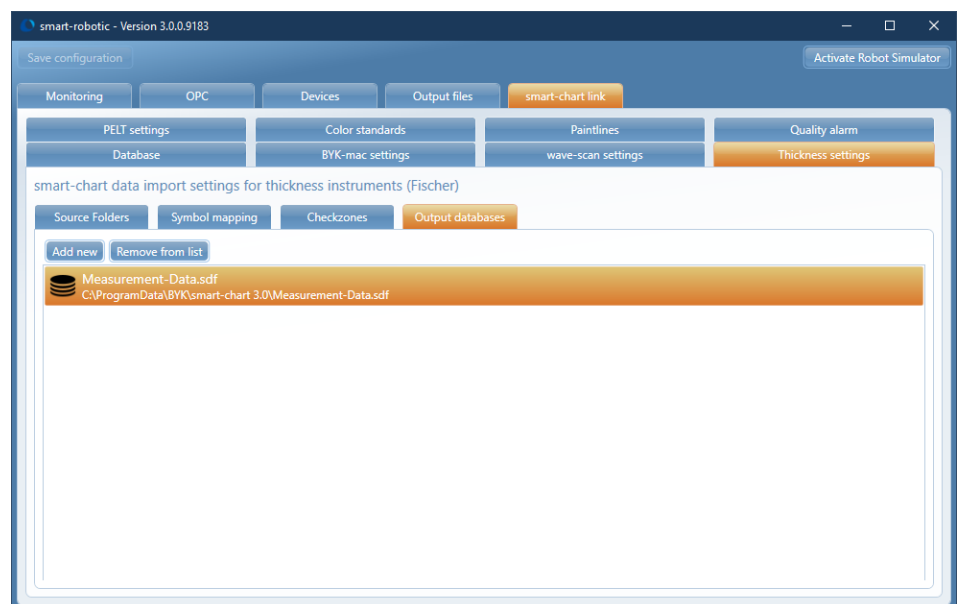 smart-robotic - Version 3.0.0.9183
Save configuration
Activate Robot Simulator
Monitoring OPC Devices Output files smart-chart link
PELT settings Color standards Paintlines Quality alarm
Database BYK-mac settings wave-scan settings Thickness settings
smart-chart data import settings for thickness instruments (Fischer)
Source Folders Symbol mapping Checkzones Output databases
Add new Remove from list
Measurement-Data.sdf
C:\ProgramData\BYK\smart-chart 3.0\Measurement-Data.sdf